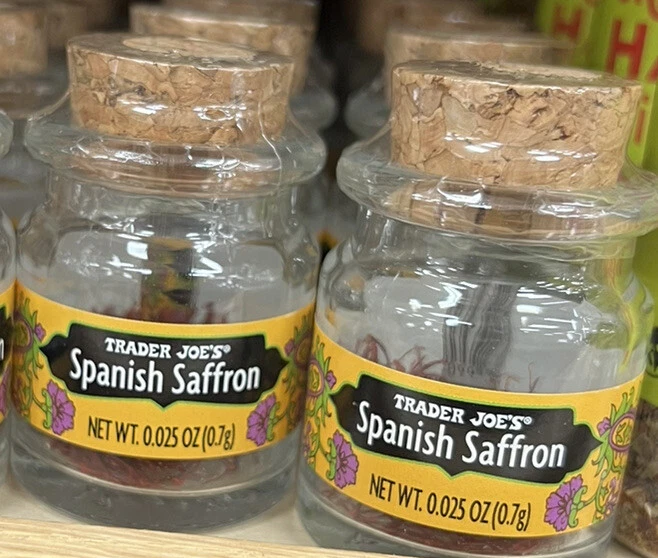 TRADER JOE'S®
Spanish Saffron
NET WT. 0.025 OZ (0.7g)
TRADER JOE'S®
Spanish Saffron
NET WT. 0.025 OZ (0.7g)